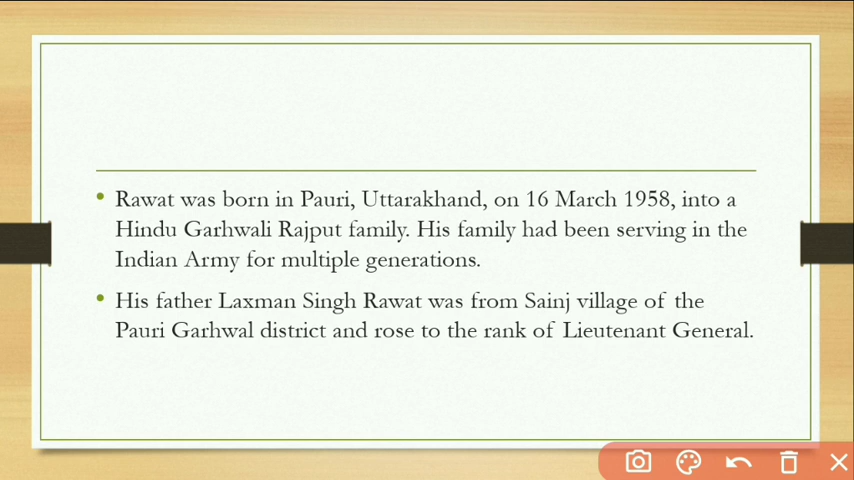 • Rawat was born in Pauri, Uttarakhand, on 16 March 1958, into a
Hindu Garhwali Rajput family. His family had been serving in the
Indian Army for multiple generations.
• His father Laxman Singh Rawat was from Sainj village of the
Pauri Garhwal district and rose to the rank of Lieutenant General.